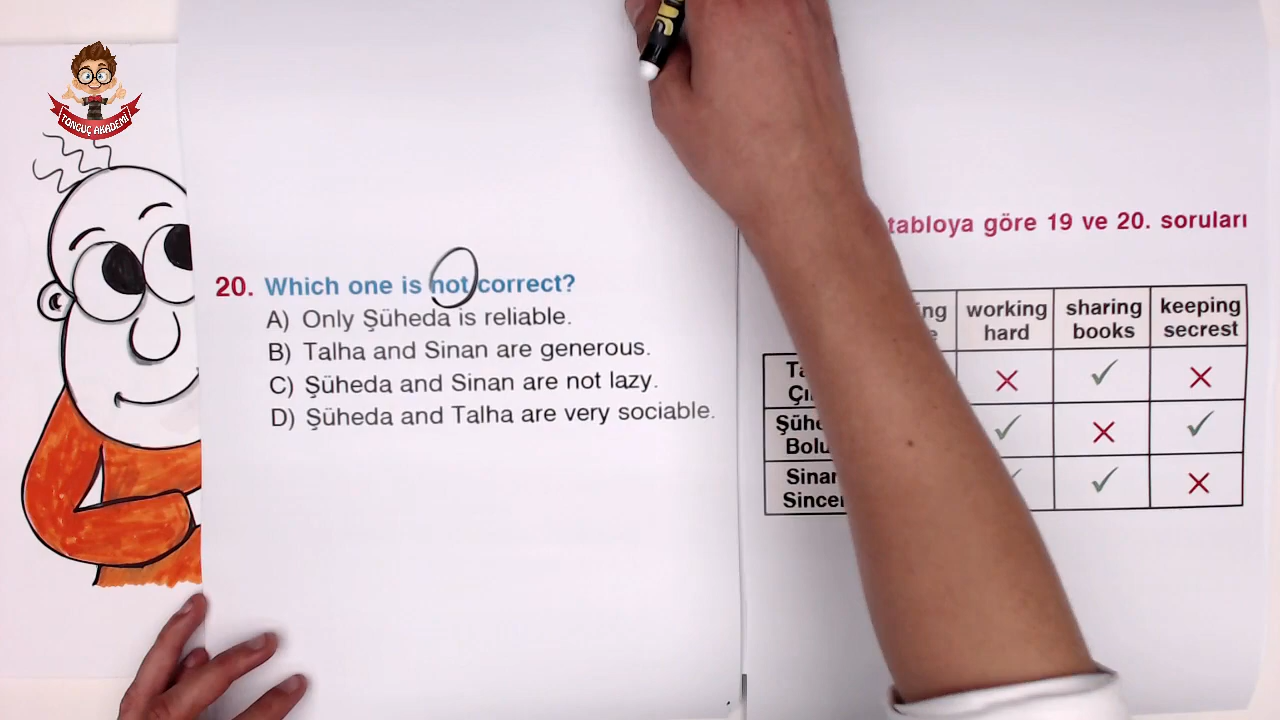 TONGUÇ AKADEMİ
20. Which one is not correct?
A) Only Şüheda is reliable.
B) Talha and Sinan are generous.
C) Şüheda and Sinan are not lazy.
D) Şüheda and Talha are very sociable.
tabloya göre 19 ve 20. soruları
working hard
sharing books
keeping secrest